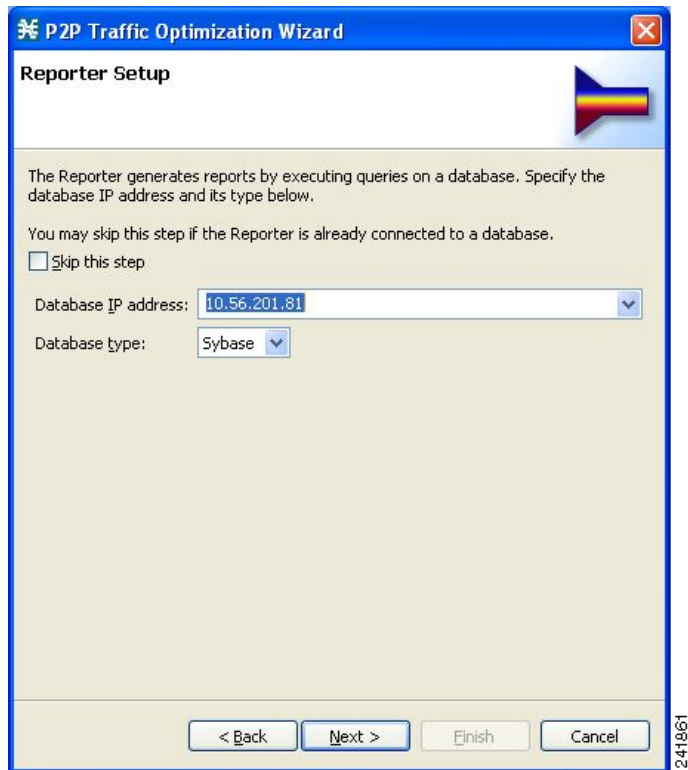 P2P Traffic Optimization Wizard
Reporter Setup
The Reporter generates reports by executing queries on a database. Specify the
database IP address and its type below.
You may skip this step if the Reporter is already connected to a database.
Skip this step
Database IP address: 10.56.201.81
Database type: Sybase
< Back Next > Finish Cancel
241861